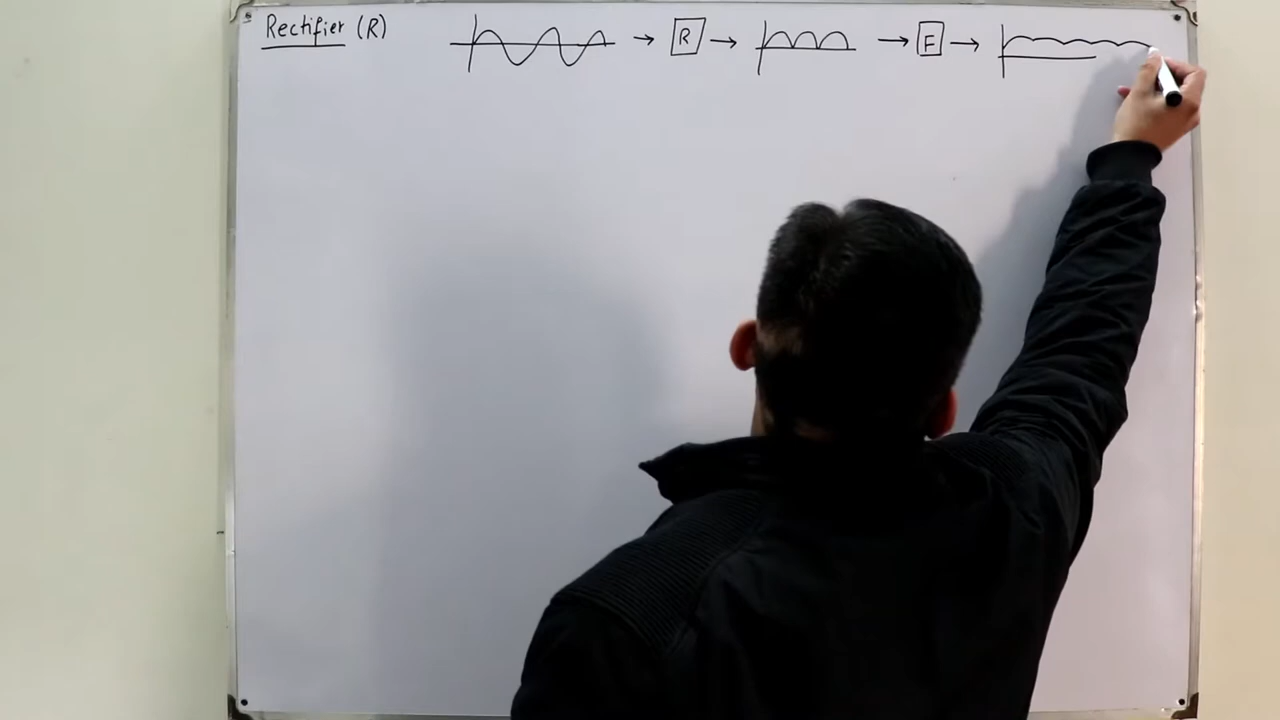 Rectifier (R) → R → → F →